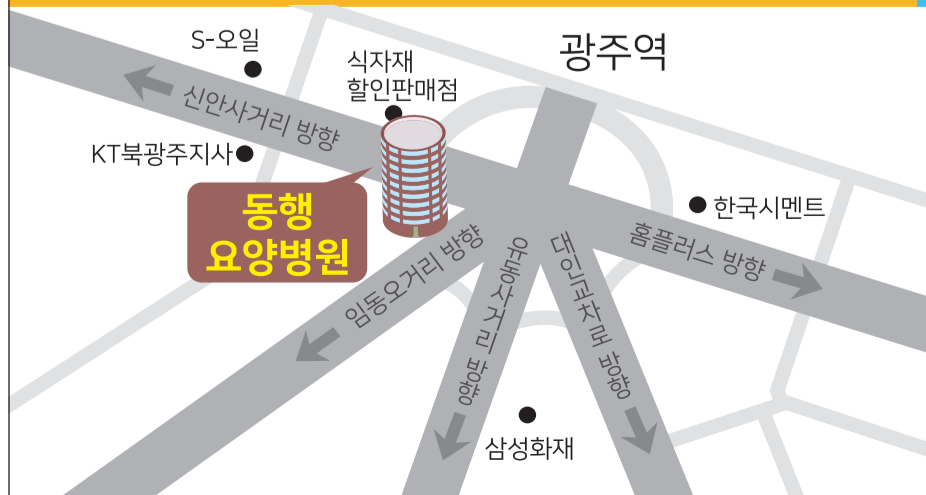 S-오일
광주역
식자재
할인판매점
신안사거리 방향
KT북광주지사
동행
요양병원
한국시멘트
홈플러스 방향
임동오거리 방향
유동사거리 방향
대인교차로 방향
삼성화재